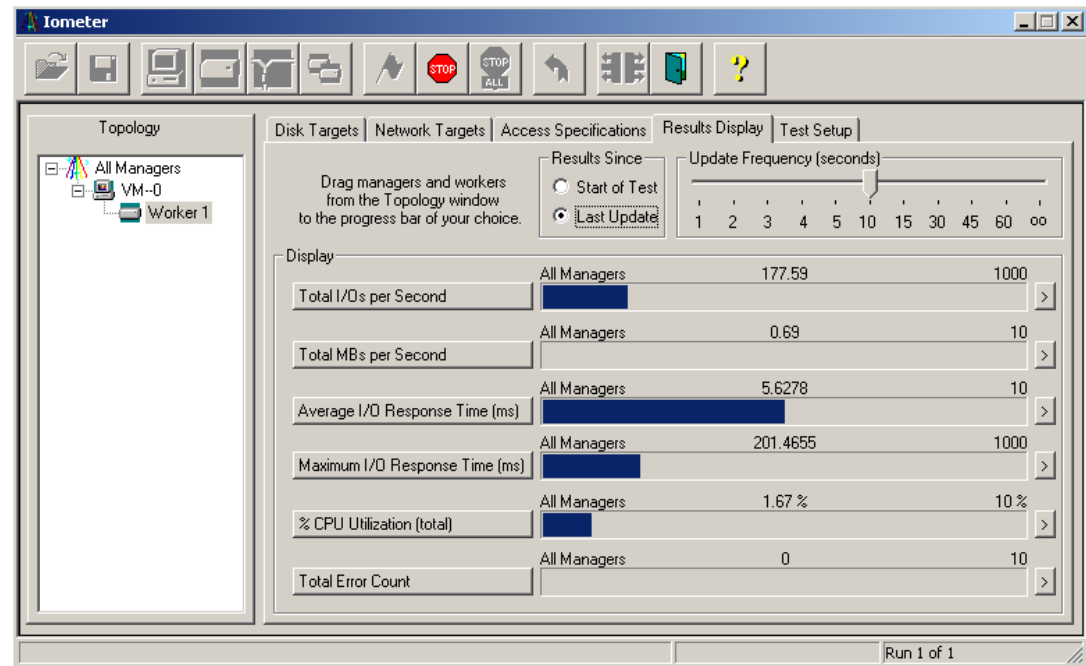 Iometer
STOP
STOP
ALL
?
Topology
All Managers
VM--0
Worker 1
Disk Targets
Network Targets
Access Specifications
Results Display
Test Setup
Drag managers and workers
from the Topology window
to the progress bar of your choice.
Results Since
Start of Test
Last Update
Update Frequency (seconds)
1 2 3 4 5 10 15 30 45 60 oo
Display
All Managers 177.59 1000
Total I/Os per Second >
All Managers 0.69 10
Total MBs per Second >
All Managers 5.6278 10
Average I/O Response Time (ms) >
All Managers 201.4655 1000
Maximum I/O Response Time (ms) >
All Managers 1.67 % 10 %
% CPU Utilization (total) >
All Managers 0 10
Total Error Count >
Run 1 of 1